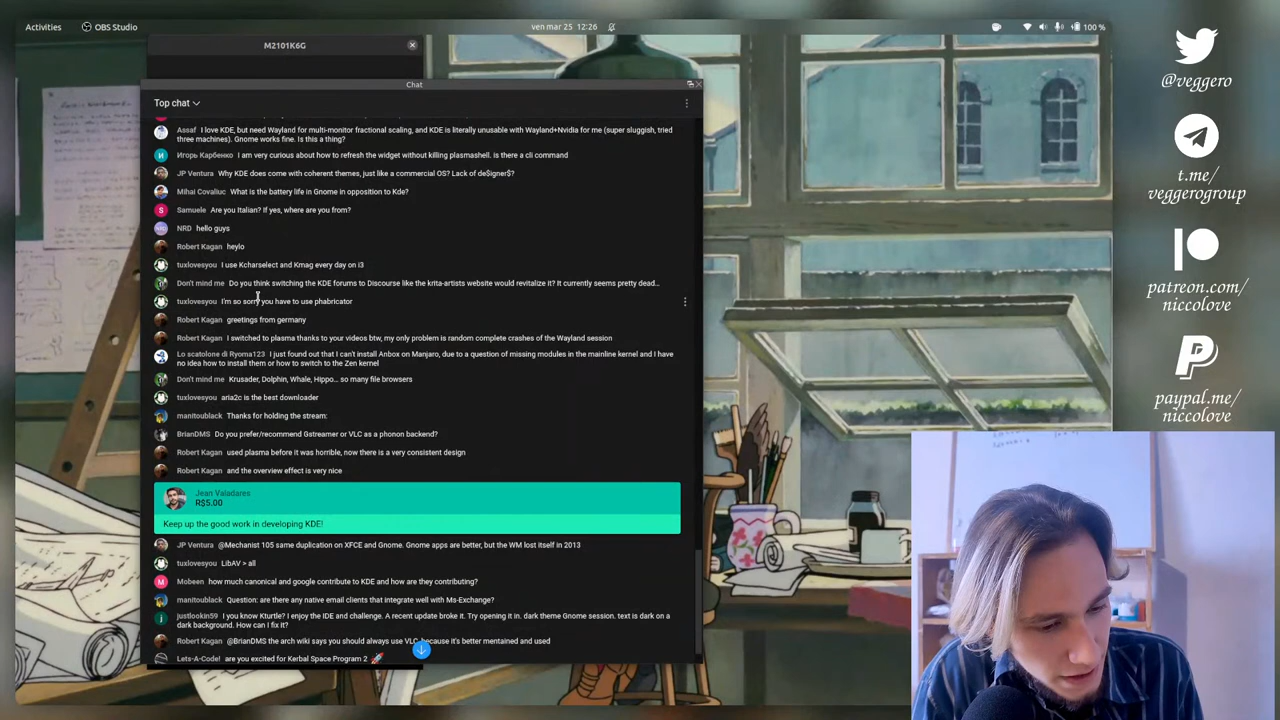 Activities
OBS Studio
ven mar 25 12:26
100 %
M2101K6G
Chat
Top chat
Assaf I love KDE, but need Wayland for multi-monitor fractional scaling, and KDE is literally unusable with Wayland+Nvidia for me (super sluggish, tried
three machines). Gnome works fine. Is this a thing?
Игорь Карбенко I am very curious about how to refresh the widget without killing plasmashell. is there a cli command
JP Ventura Why KDE does come with coherent themes, just like a commercial OS? Lack of de$igner$?
Mihai Covaliuc What is the battery life in Gnome in opposition to Kde?
Samuele Are you Italian? If yes, where are you from?
NRD hello guys
Robert Kagan heylo
tuxlovesyou I use Kcharselect and Kmag every day on i3
Don't mind me Do you think switching the KDE forums to Discourse like the krita-artists website would revitalize it? It currently seems pretty dead...
tuxlovesyou I'm so sorry you have to use phabricator
Robert Kagan greetings from germany
Robert Kagan I switched to plasma thanks to your videos btw, my only problem is random complete crashes of the Wayland session
Lo scatolone di Ryoma123 I just found out that I can't install Anbox on Manjaro, due to a question of missing modules in the mainline kernel and I have
no idea how to install them or how to switch to the Zen kernel
Don't mind me Krusader, Dolphin, Whale, Hippo... so many file browsers
tuxlovesyou aria2c is the best downloader
manitoublack Thanks for holding the stream:
BrianDMS Do you prefer/recommend Gstreamer or VLC as a phonon backend?
Robert Kagan used plasma before it was horrible, now there is a very consistent design
Robert Kagan and the overview effect is very nice
Jean Valadares
R$5.00
Keep up the good work in developing KDE!
JP Ventura @Mechanist 105 same duplication on XFCE and Gnome. Gnome apps are better, but the WM lost itself in 2013
tuxlovesyou LibAV > all
Mobeen how much canonical and google contribute to KDE and how are they contributing?
manitoublack Question: are there any native email clients that integrate well with Ms-Exchange?
justlookin59 I you know Kturtle? I enjoy the IDE and challenge. A recent update broke it. Try opening it in. dark theme Gnome session. text is dark on a
dark background. How can I fix it?
Robert Kagan @BrianDMS the arch wiki says you should always use VLC because it's better mentained and used
Lets-A-Code! are you excited for Kerbal Space Program 2 🚀
@veggero
t.me/
veggerogroup
patreon.com/
niccolove
paypal.me/
niccolove